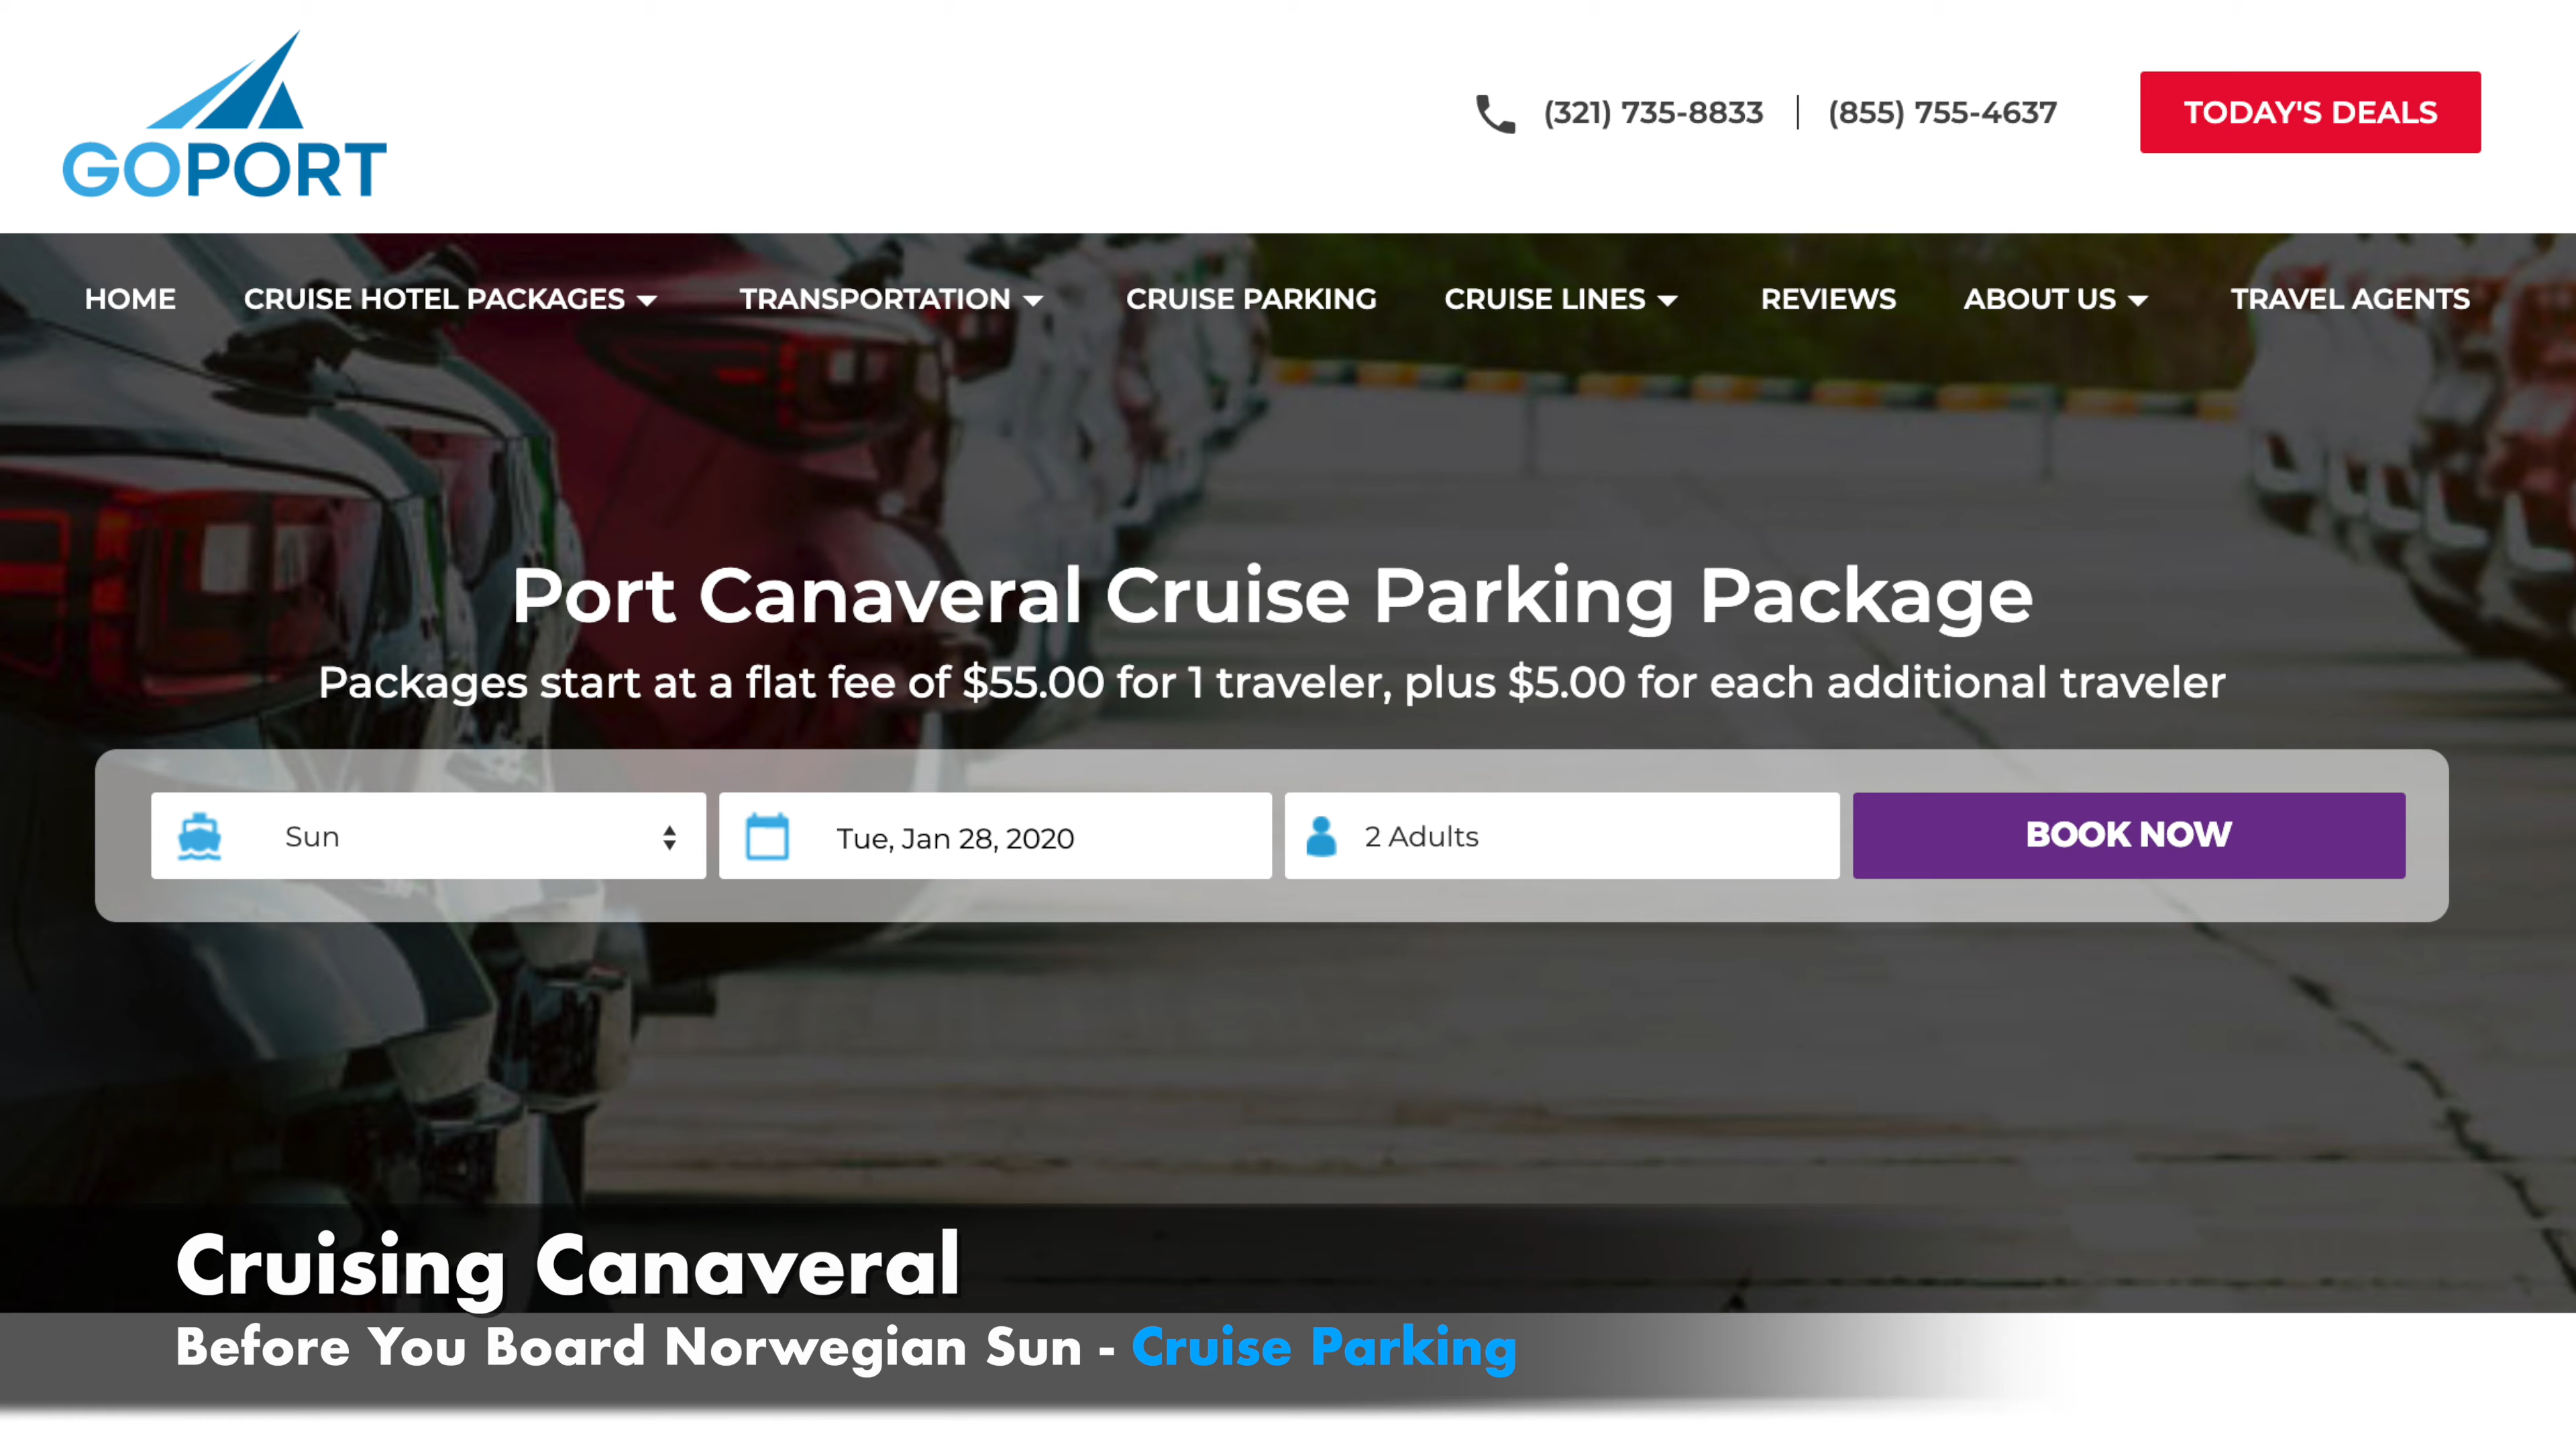 GOPORT
(321) 735-8833 | (855) 755-4637
TODAY'S DEALS
HOME CRUISE HOTEL PACKAGES TRANSPORTATION CRUISE PARKING CRUISE LINES REVIEWS ABOUT US TRAVEL AGENTS
Port Canaveral Cruise Parking Package
Packages start at a flat fee of $55.00 for 1 traveler, plus $5.00 for each additional traveler
Sun Tue, Jan 28, 2020 2 Adults BOOK NOW
Cruising Canaveral
Before You Board Norwegian Sun - Cruise Parking